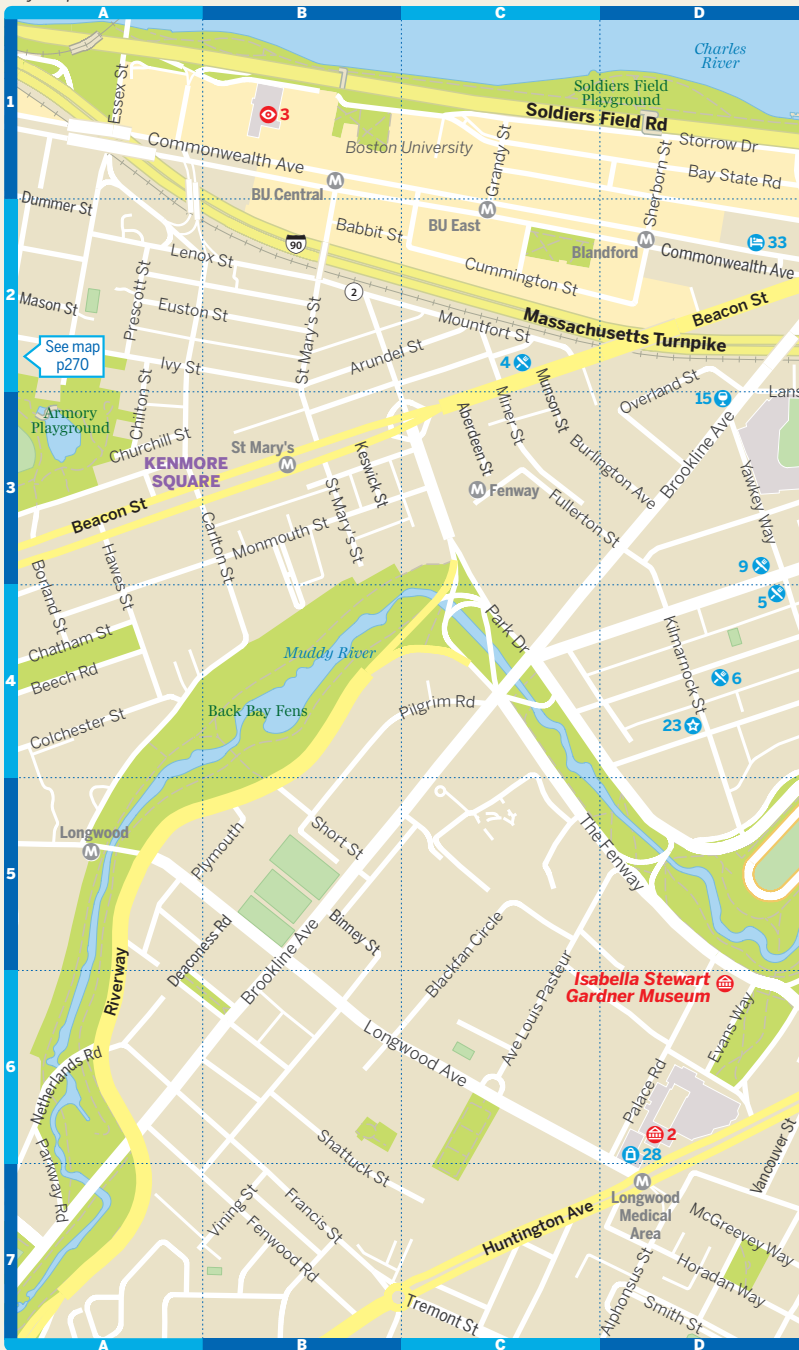 A B C D
1
Charles
River
Soldiers Field
Playground
Soldiers Field Rd
Essex St
3
Boston University
Grandy St
Sherborn St
Storrow Dr
Bay State Rd
Commonwealth Ave
M
BU Central
Dummer St
M
BU East
M
Blandford
33
Commonwealth Ave
2
90
Babbit St
Lenox St
Cummington St
Prescott St
Mason St
Euston St
2
St Mary's St
Mountfort St
Massachusetts Turnpike
Beacon St
See map
p270
Ivy St
Arundel St
4
Munson St
Miner St
Overland St
15
Lans
Chilton St
Armory
Playground
Churchill St
KENMORE
SQUARE
St Mary's
M
Keswick St
Aberdeen St
Burlington Ave
Brookline Ave
Yawkey Way
3
M
Fenway
Fullerton St
Beacon St
St Mary's St
Monmouth St
Carlton St
Hawes St
Borland St
9
5
Chatham St
Beech Rd
Park Dr
Kilmarnock St
4
Muddy River
6
Back Bay Fens
Pilgrim Rd
Colchester St
23
Longwood
M
Plymouth
Short St
The Fenway
5
Deaconess Rd
Brookline Ave
Binney St
Blackfan Circle
Ave Louis Pasteur
Riverway
Isabella Stewart
Gardner Museum
Evans Way
6
Longwood Ave
Netherlands Rd
Palace Rd
2
28
Parkway Rd
Shattuck St
Vancouver St
M
Longwood
Medical
Area
7
Vining St
Francis St
Fenwood Rd
Huntington Ave
McGreevey Way
Horadan Way
Alphonsus St
Smith St
Tremont St
A B C D